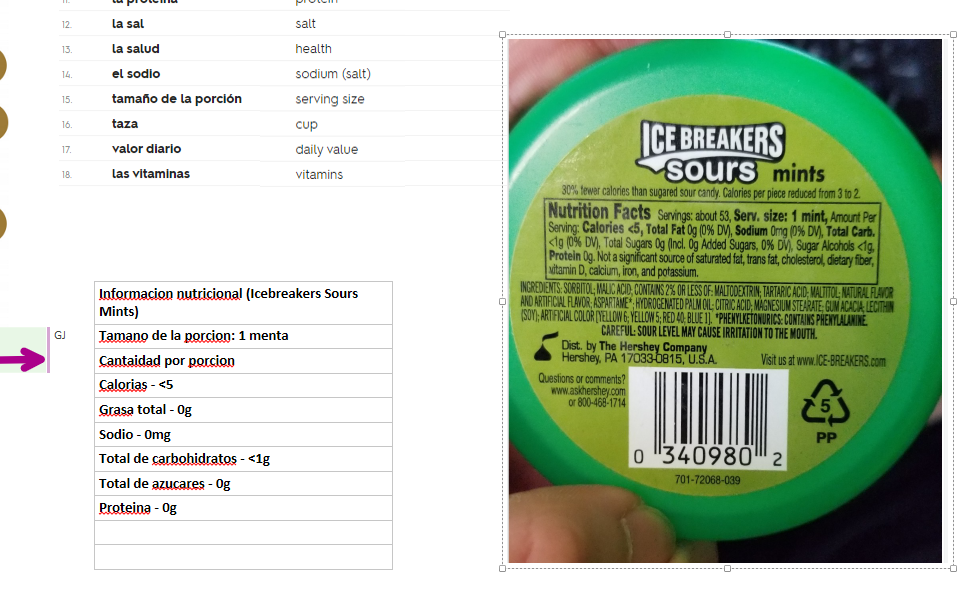 11. la proteína protein
12. la sal salt
13. la salud health
14. el sodio sodium (salt)
15. tamaño de la porción serving size
16. taza cup
17. valor diario daily value
18. las vitaminas vitamins
GJ
Informacion nutricional (Icebreakers Sours
Mints)
Tamano de la porcion: 1 menta
Cantaidad por porcion
Calorias - <5
Grasa total - 0g
Sodio - 0mg
Total de carbohidratos - <1g
Total de azucares - 0g
Proteina - 0g
ICE BREAKERS
sours mints
30% fewer calories than sugared sour candy. Calories per piece reduced from 3 to 2.
Nutrition Facts Servings: about 53, Serv. size: 1 mint, Amount Per
Serving: Calories <5, Total Fat 0g (0% DV), Sodium 0mg (0% DV), Total Carb.
<1g (0% DV), Total Sugars 0g (Incl. 0g Added Sugars, 0% DV), Sugar Alcohols <1g,
Protein 0g. Not a significant source of saturated fat, trans fat, cholesterol, dietary fiber,
vitamin D, calcium, iron, and potassium.
INGREDIENTS: SORBITOL; MALIC ACID; CONTAINS 2% OR LESS OF: MALTODEXTRIN; TARTARIC ACID; MALTITOL; NATURAL FLAVOR
AND ARTIFICIAL FLAVOR; ASPARTAME*; HYDROGENATED PALM OIL; CITRIC ACID; MAGNESIUM STEARATE; GUM ACACIA; LECITHIN
(SOY); ARTIFICIAL COLOR [YELLOW 6; YELLOW 5; RED 40; BLUE 1]. *PHENYLKETONURICS: CONTAINS PHENYLALANINE.
CAREFUL: SOUR LEVEL MAY CAUSE IRRITATION TO THE MOUTH.
Dist. by The Hershey Company
Hershey, PA 17033-0815, U.S.A.
Visit us at www.ICE-BREAKERS.com
Questions or comments?
www.askhershey.com
or 800-468-1714
5
PP
0 340980 2
701-72068-039